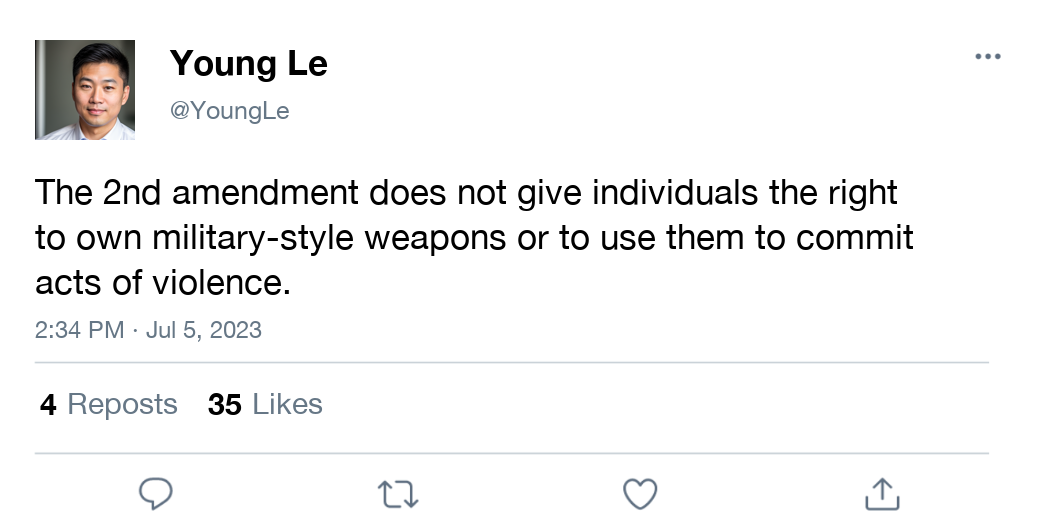 Young Le
@YoungLe
The 2nd amendment does not give individuals the right
to own military-style weapons or to use them to commit
acts of violence.
2:34 PM · Jul 5, 2023
4 Reposts 35 Likes